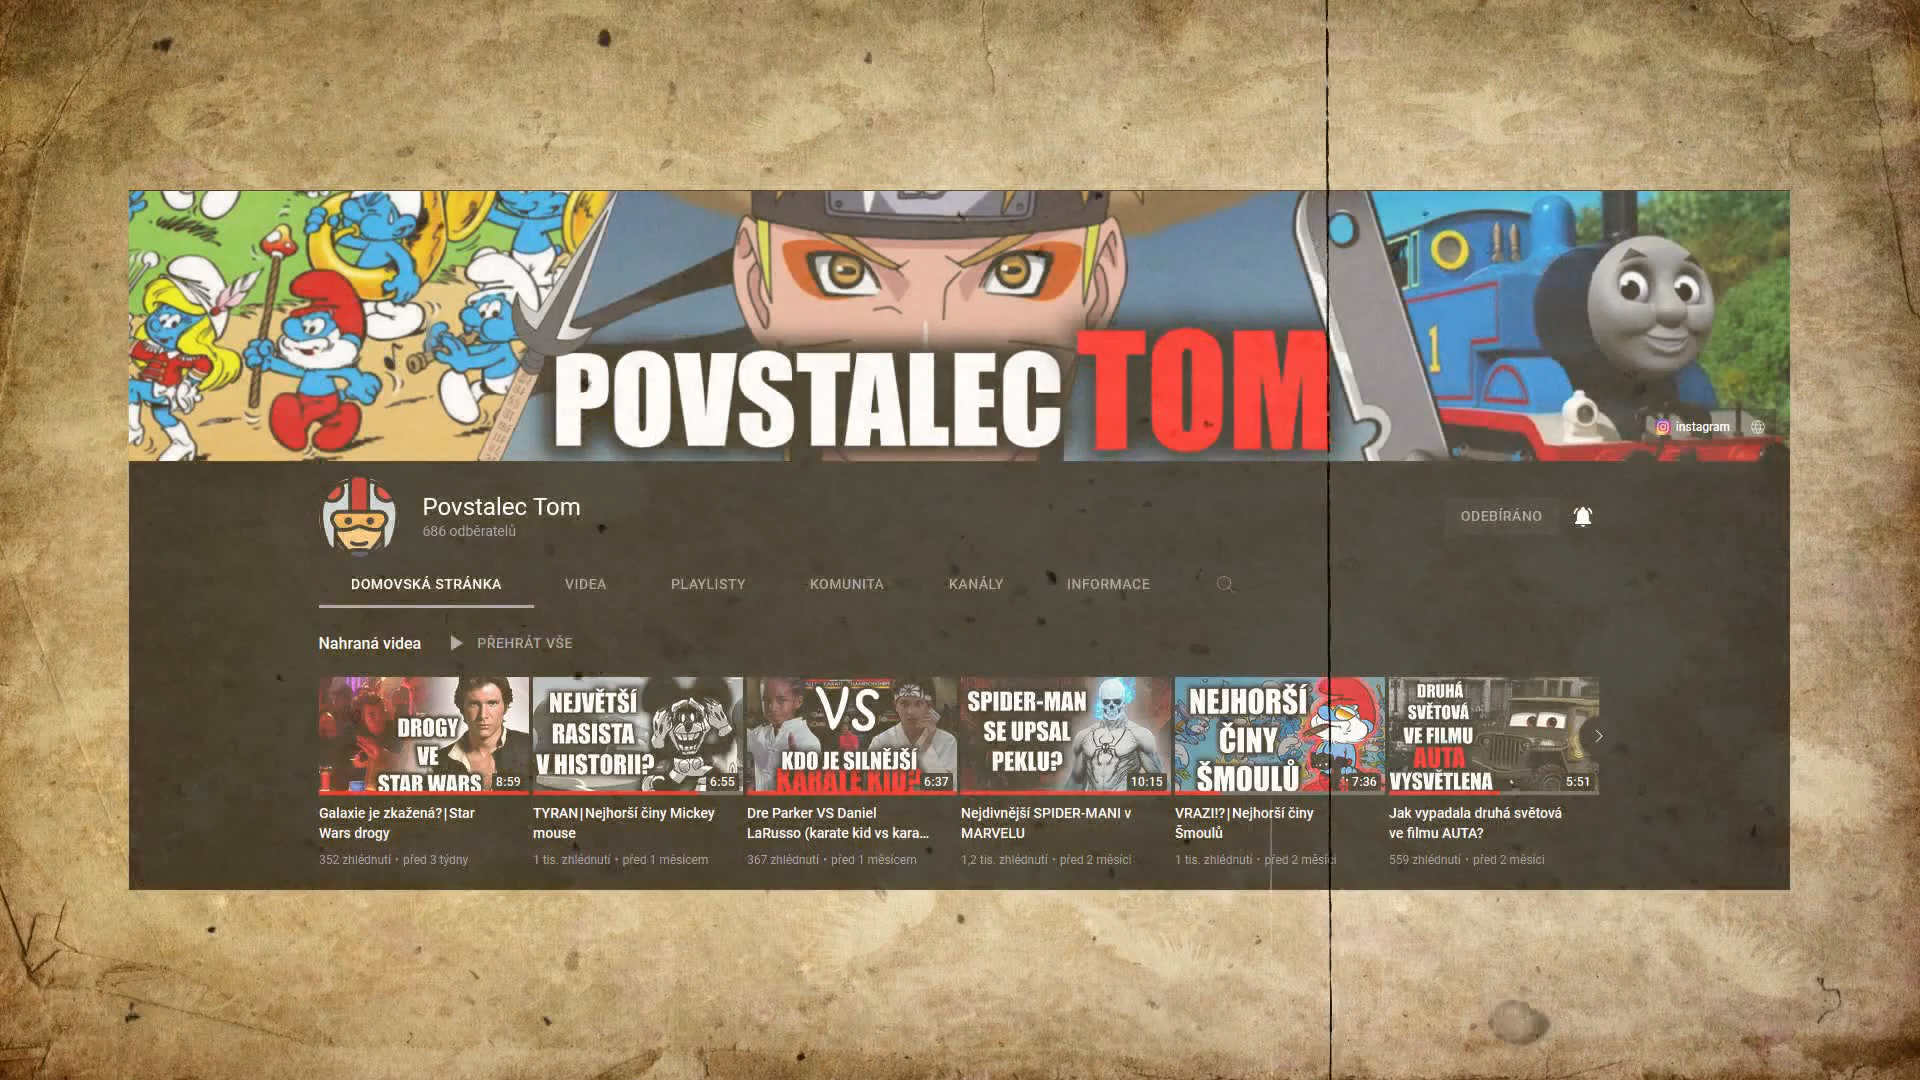 POVSTALEC TOM
1
instagram
Povstalec Tom
686 odběratelů
ODEBÍRÁNO
DOMOVSKÁ STRÁNKA
VIDEA
PLAYLISTY
KOMUNITA
KANÁLY
INFORMACE
Nahraná videa
PŘEHRÁT VŠE
DROGY
VE
STAR WARS
8:59
Galaxie je zkažená?|Star
Wars drogy
352 zhlédnutí • před 3 týdny
NEJVĚTŠÍ
RASISTA
V HISTORII?
6:55
TYRAN|Nejhorší činy Mickey
mouse
1 tis. zhlédnutí • před 1 měsícem
VS
KDO JE SILNĚJŠÍ
KARATE KID?
6:37
Dre Parker VS Daniel
LaRusso (karate kid vs kara...
367 zhlédnutí • před 1 měsícem
SPIDER-MAN
SE UPSAL
PEKLU?
10:15
Nejdivnější SPIDER-MANI v
MARVELU
1,2 tis. zhlédnutí • před 2 měsíci
NEJHORŠÍ
ČINY
ŠMOULŮ
7:36
VRAZI!?|Nejhorší činy
Šmoulů
1 tis. zhlédnutí • před 2 měsíci
DRUHÁ
SVĚTOVÁ
VE FILMU
AUTA
VYSVĚTLENA
5:51
Jak vypadala druhá světová
ve filmu AUTA?
559 zhlédnutí • před 2 měsíci